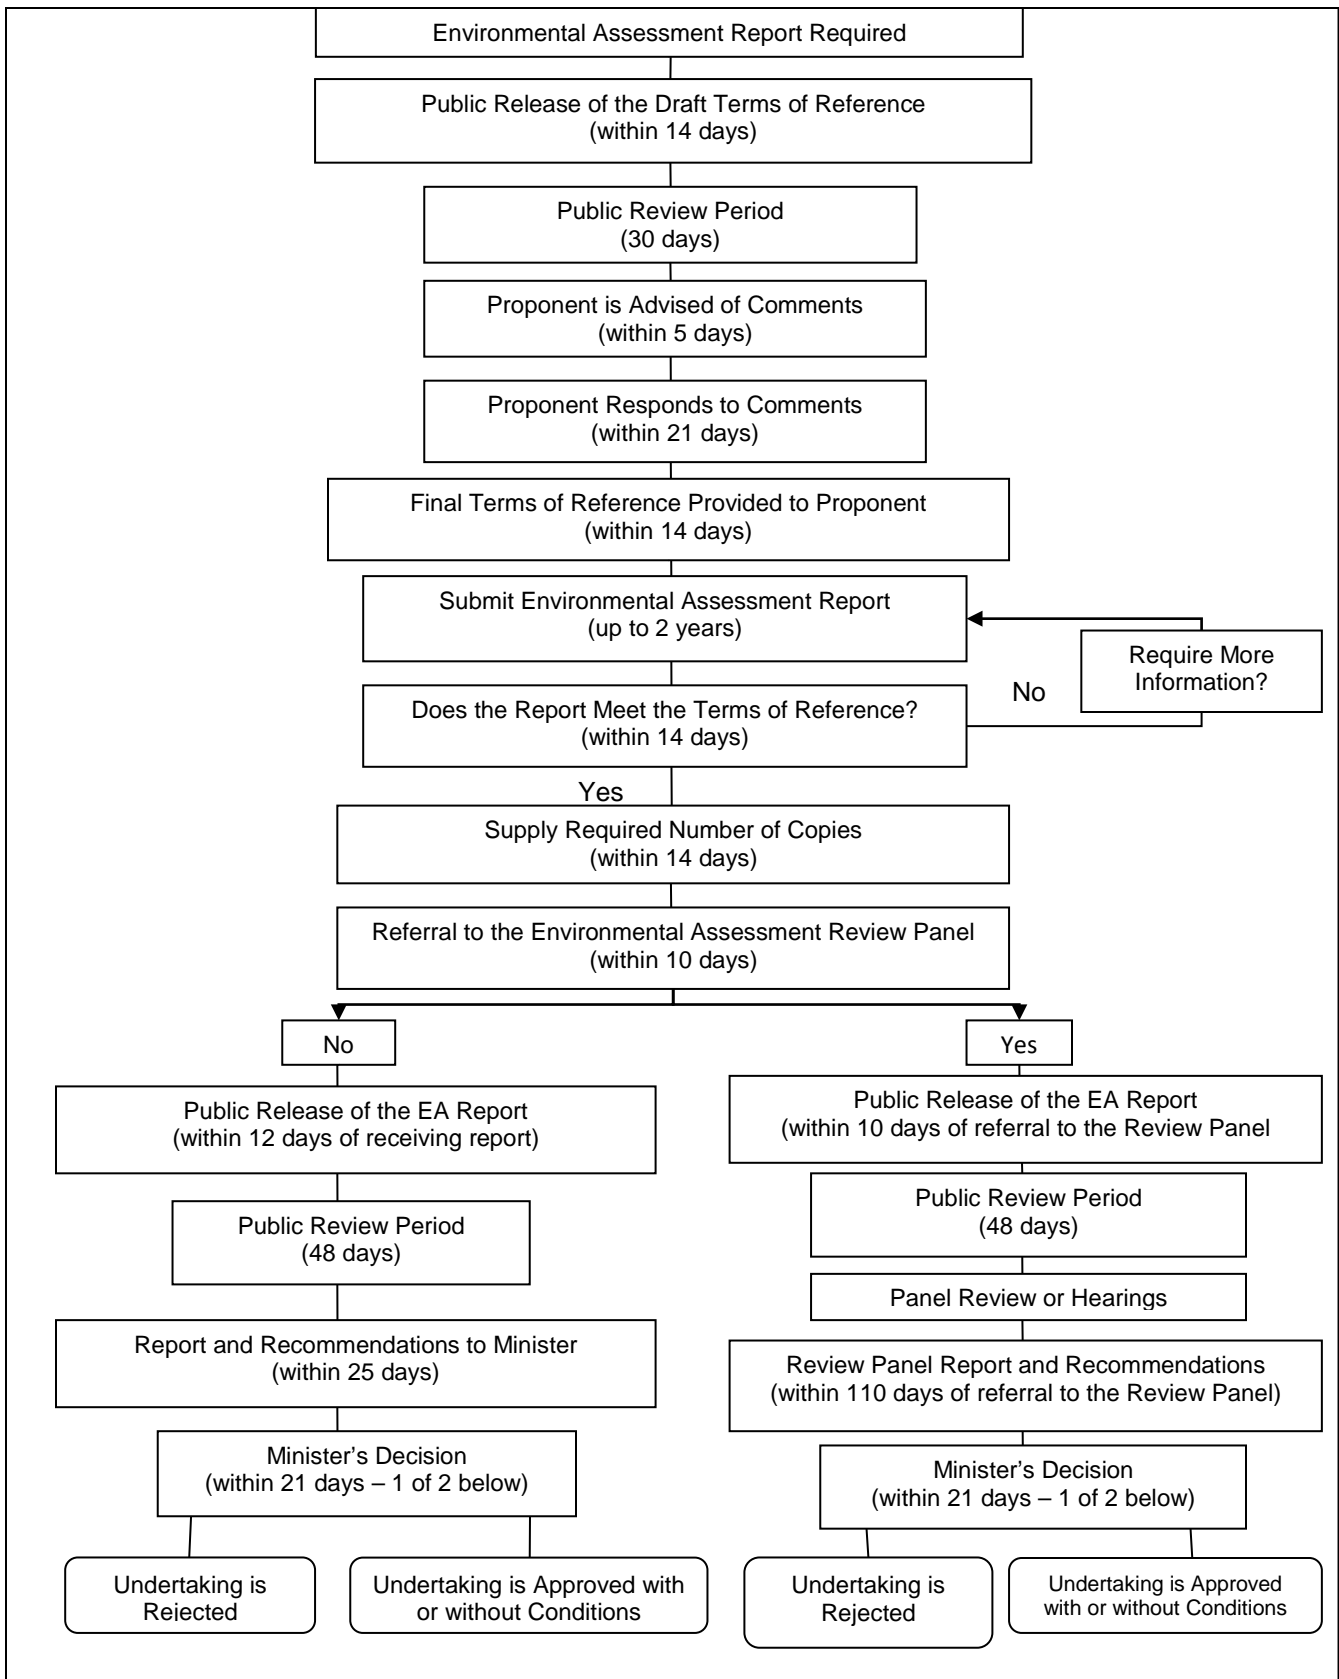 Environmental Assessment Report Required
Public Release of the Draft Terms of Reference
(within 14 days)
Public Review Period
(30 days)
Proponent is Advised of Comments
(within 5 days)
Proponent Responds to Comments
(within 21 days)
Final Terms of Reference Provided to Proponent
(within 14 days)
Submit Environmental Assessment Report
(up to 2 years)
Require More
Information?
No
Does the Report Meet the Terms of Reference?
(within 14 days)
Yes
Supply Required Number of Copies
(within 14 days)
Referral to the Environmental Assessment Review Panel
(within 10 days)
No
Public Release of the EA Report
(within 12 days of receiving report)
Public Review Period
(48 days)
Report and Recommendations to Minister
(within 25 days)
Minister's Decision
(within 21 days – 1 of 2 below)
Undertaking is
Rejected
Undertaking is Approved with
or without Conditions
Yes
Public Release of the EA Report
(within 10 days of referral to the Review Panel
Public Review Period
(48 days)
Panel Review or Hearings
Review Panel Report and Recommendations
(within 110 days of referral to the Review Panel)
Minister's Decision
(within 21 days – 1 of 2 below)
Undertaking is
Rejected
Undertaking is Approved
with or without Conditions